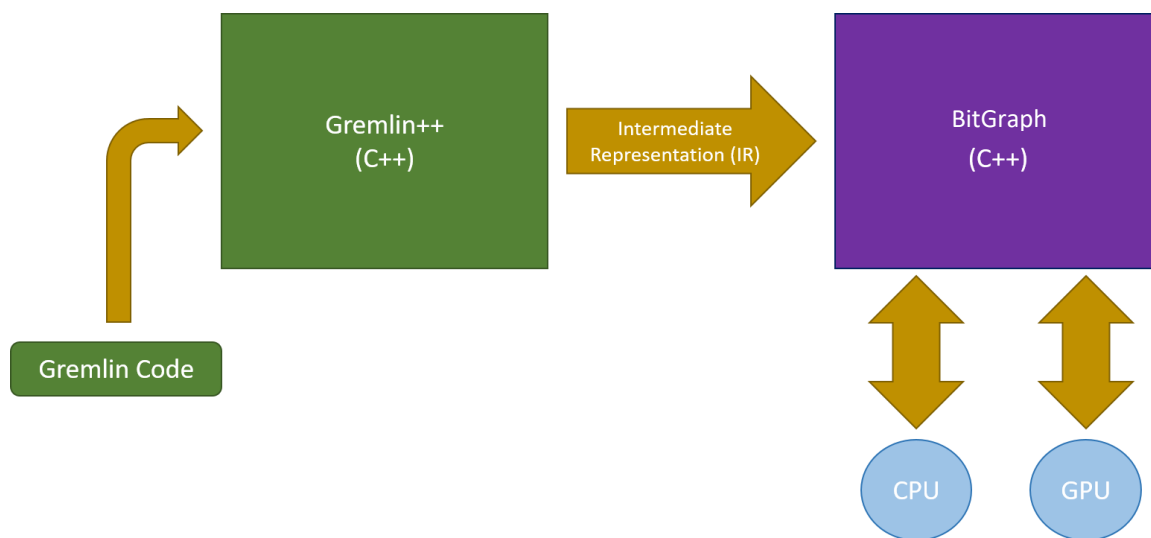 Gremlin++
(C++)
Intermediate
Representation (IR)
BitGraph
(C++)
Gremlin Code
CPU
GPU